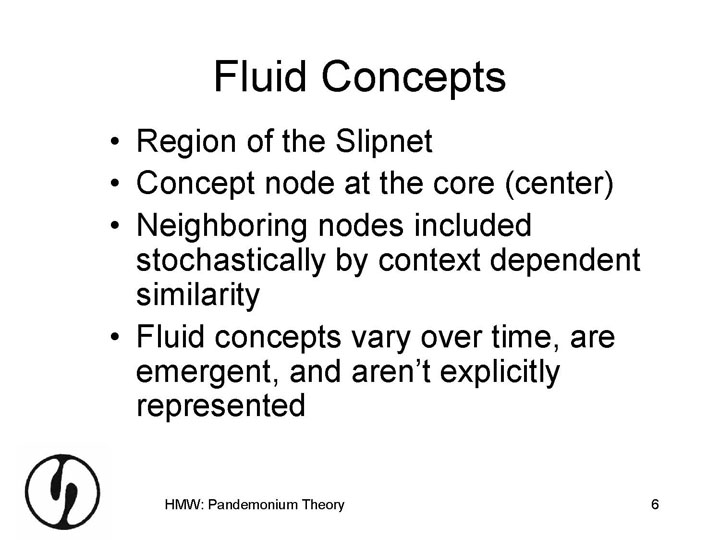 Fluid Concepts
• Region of the Slipnet
• Concept node at the core (center)
• Neighboring nodes included
stochastically by context dependent
similarity
• Fluid concepts vary over time, are
emergent, and aren’t explicitly
represented
HMW: Pandemonium Theory
6